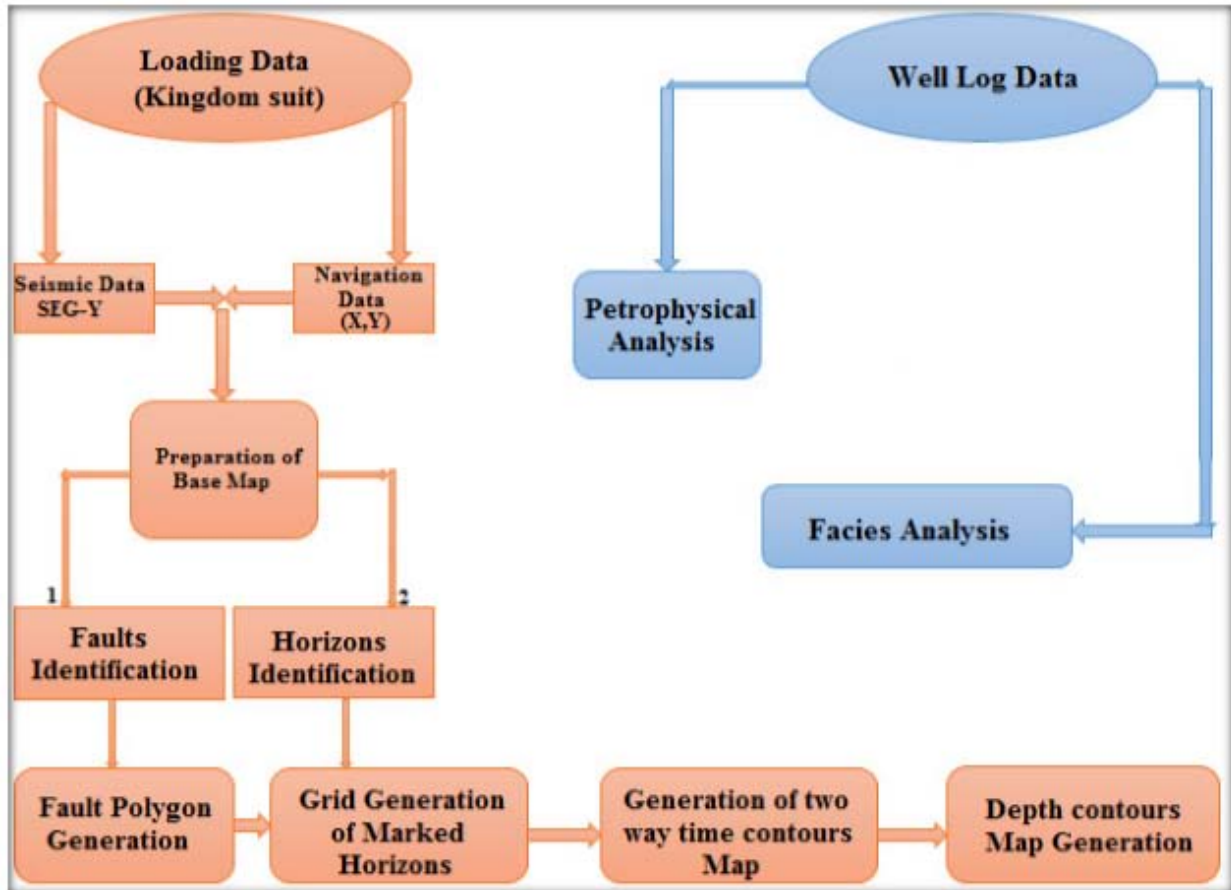 Loading Data
(Kingdom suit)
Well Log Data
Seismic Data
SEG-Y
Navigation
Data
(X,Y)
Petrophysical
Analysis
Preparation of
Base Map
Facies Analysis
1
2
Faults
Identification
Horizons
Identification
Fault Polygon
Generation
Grid Generation
of Marked
Horizons
Generation of two
way time contours
Map
Depth contours
Map Generation